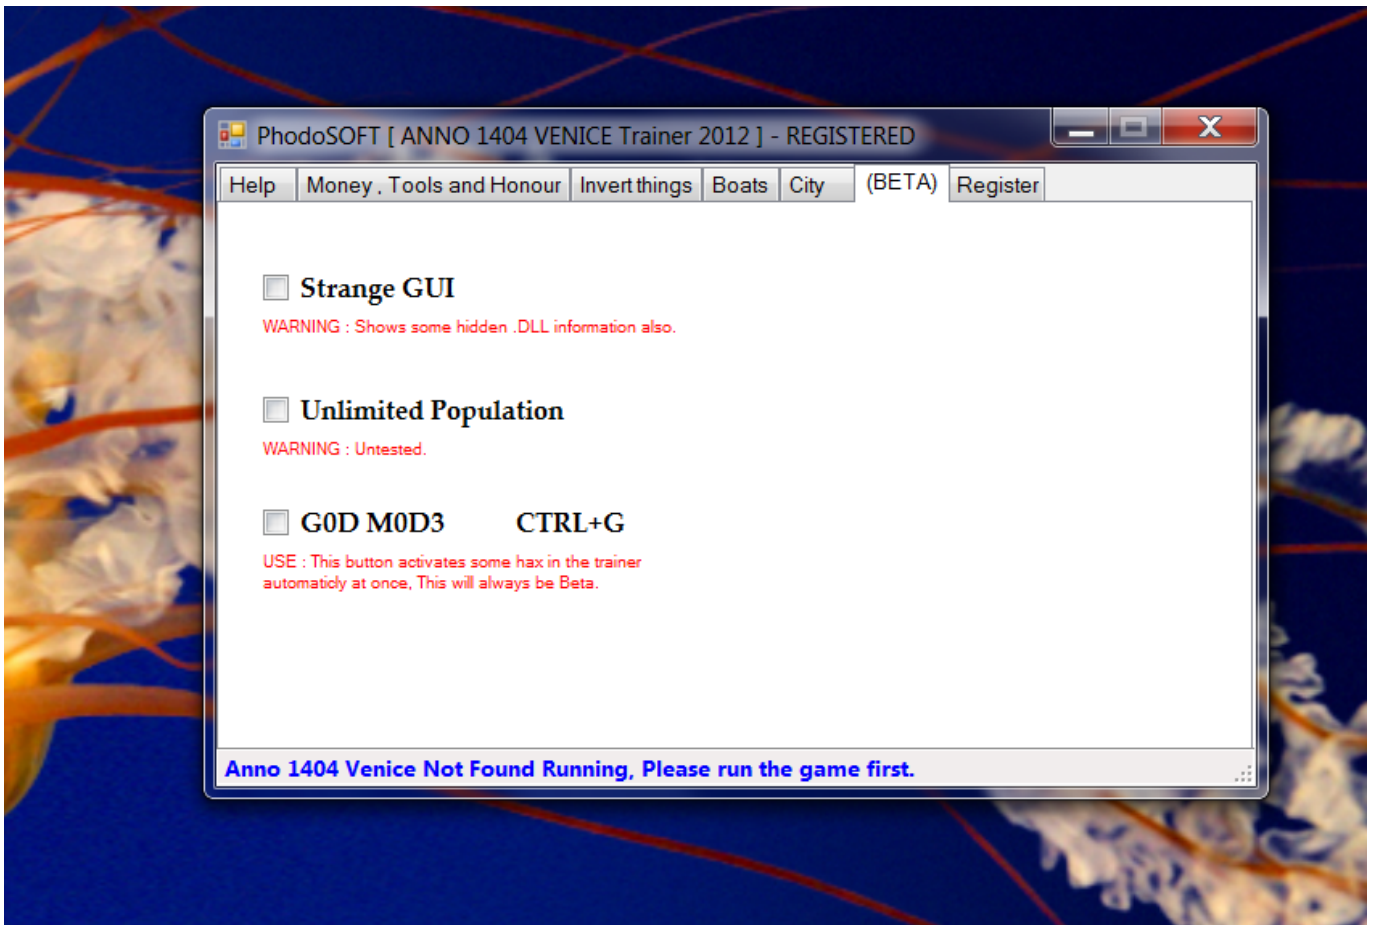 PhodoSOFT [ ANNO 1404 VENICE Trainer 2012 ] - REGISTERED
Help Money , Tools and Honour Invert things Boats City (BETA) Register
Strange GUI
WARNING : Shows some hidden .DLL information also.
Unlimited Population
WARNING : Untested.
G0D M0D3 CTRL+G
USE : This button activates some hax in the trainer
automaticly at once, This will always be Beta.
Anno 1404 Venice Not Found Running, Please run the game first.